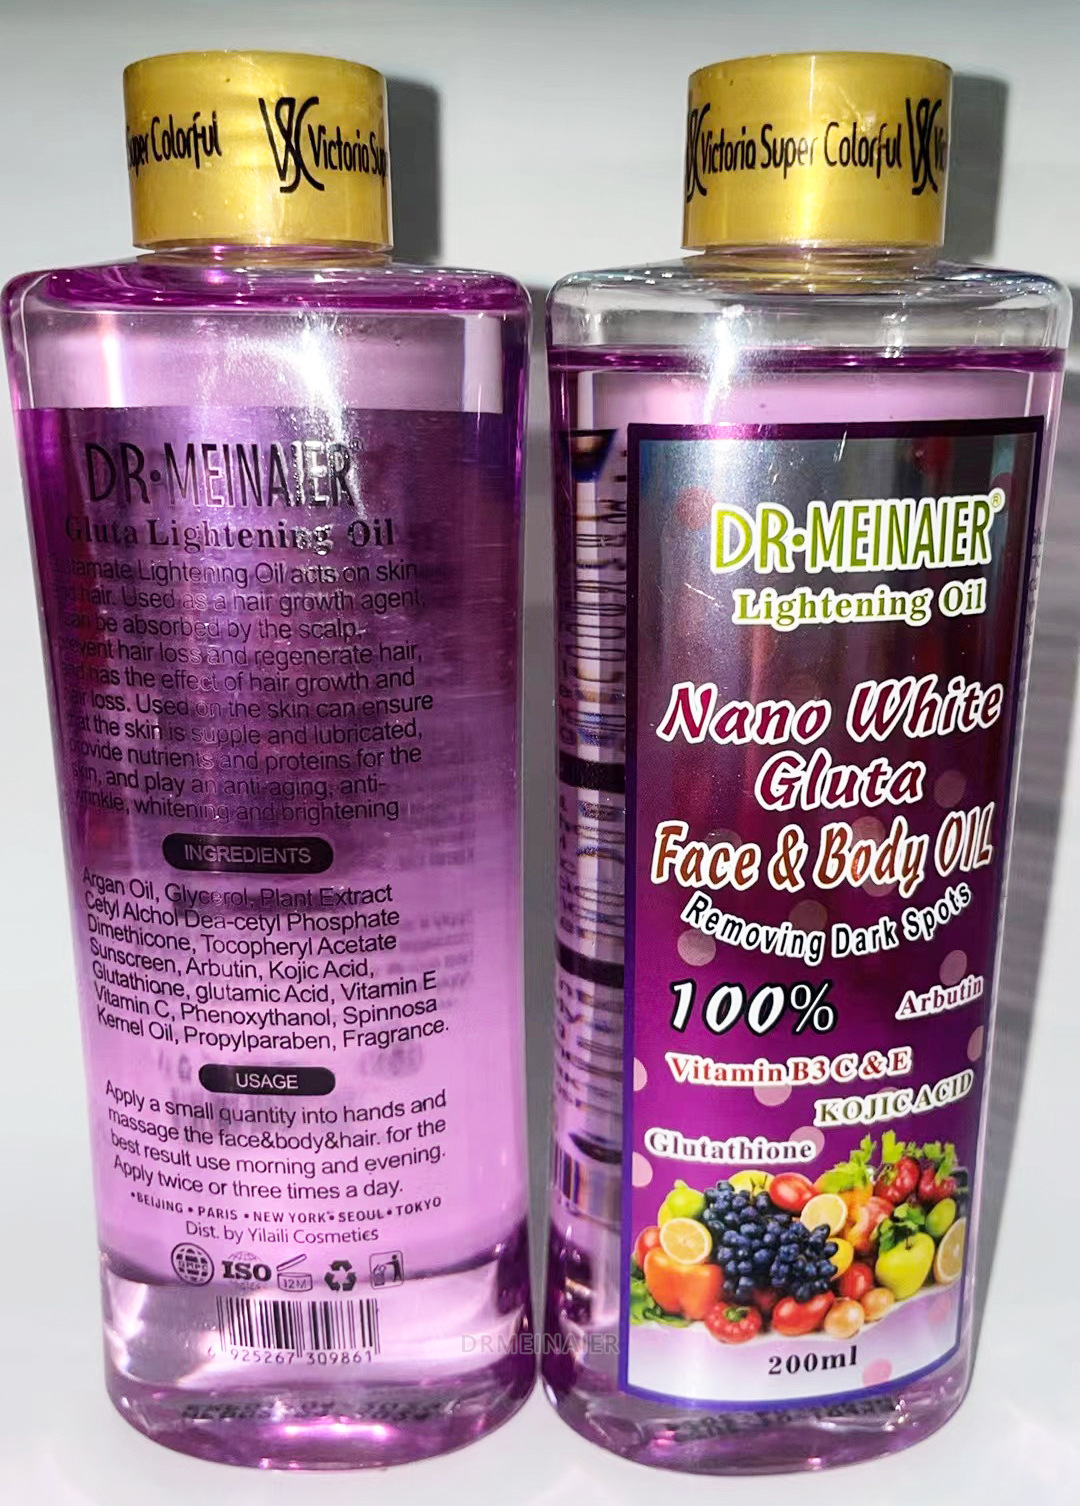 Super Colorful VSC Victoria Su
DR·MEINAIER®
Gluta Lightening Oil
Lightening Oil acts on skin
hair. Used as a hair growth agent,
can be absorbed by the scalp.
hair loss and regenerate hair,
has the effect of hair growth and
loss. Used on the skin can ensure
the skin is supple and lubricated,
provide nutrients and proteins for the
skin, and play an anti-aging, anti-
wrinkle, whitening and brightening
INGREDIENTS
Argan Oil, Glycerol, Plant Extract
Cetyl Alchol Dea-cetyl Phosphate
Dimethicone, Tocopheryl Acetate
Sunscreen, Arbutin, Kojic Acid,
Glutathione, glutamic Acid, Vitamin E
Vitamin C, Phenoxythanol, Spinnosa
Kernel Oil, Propylparaben, Fragrance.
USAGE
Apply a small quantity into hands and
massage the face&body&hair. for the
best result use morning and evening.
Apply twice or three times a day.
•BEIJING • PARIS • NEW YORK • SEOUL • TOKYO
Dist. by Yilaili Cosmetics
GMPC ISO 12M
6 925267 309861
VSC Victoria Super Colorful VSC
DR·MEINAIER®
Lightening Oil
Nano White
Gluta
Face & Body OIL
Removing Dark Spots
100%
Arbutin
Vitamin B3 C & E
KOJIC ACID
Glutathione
200ml
DRMEINAIER